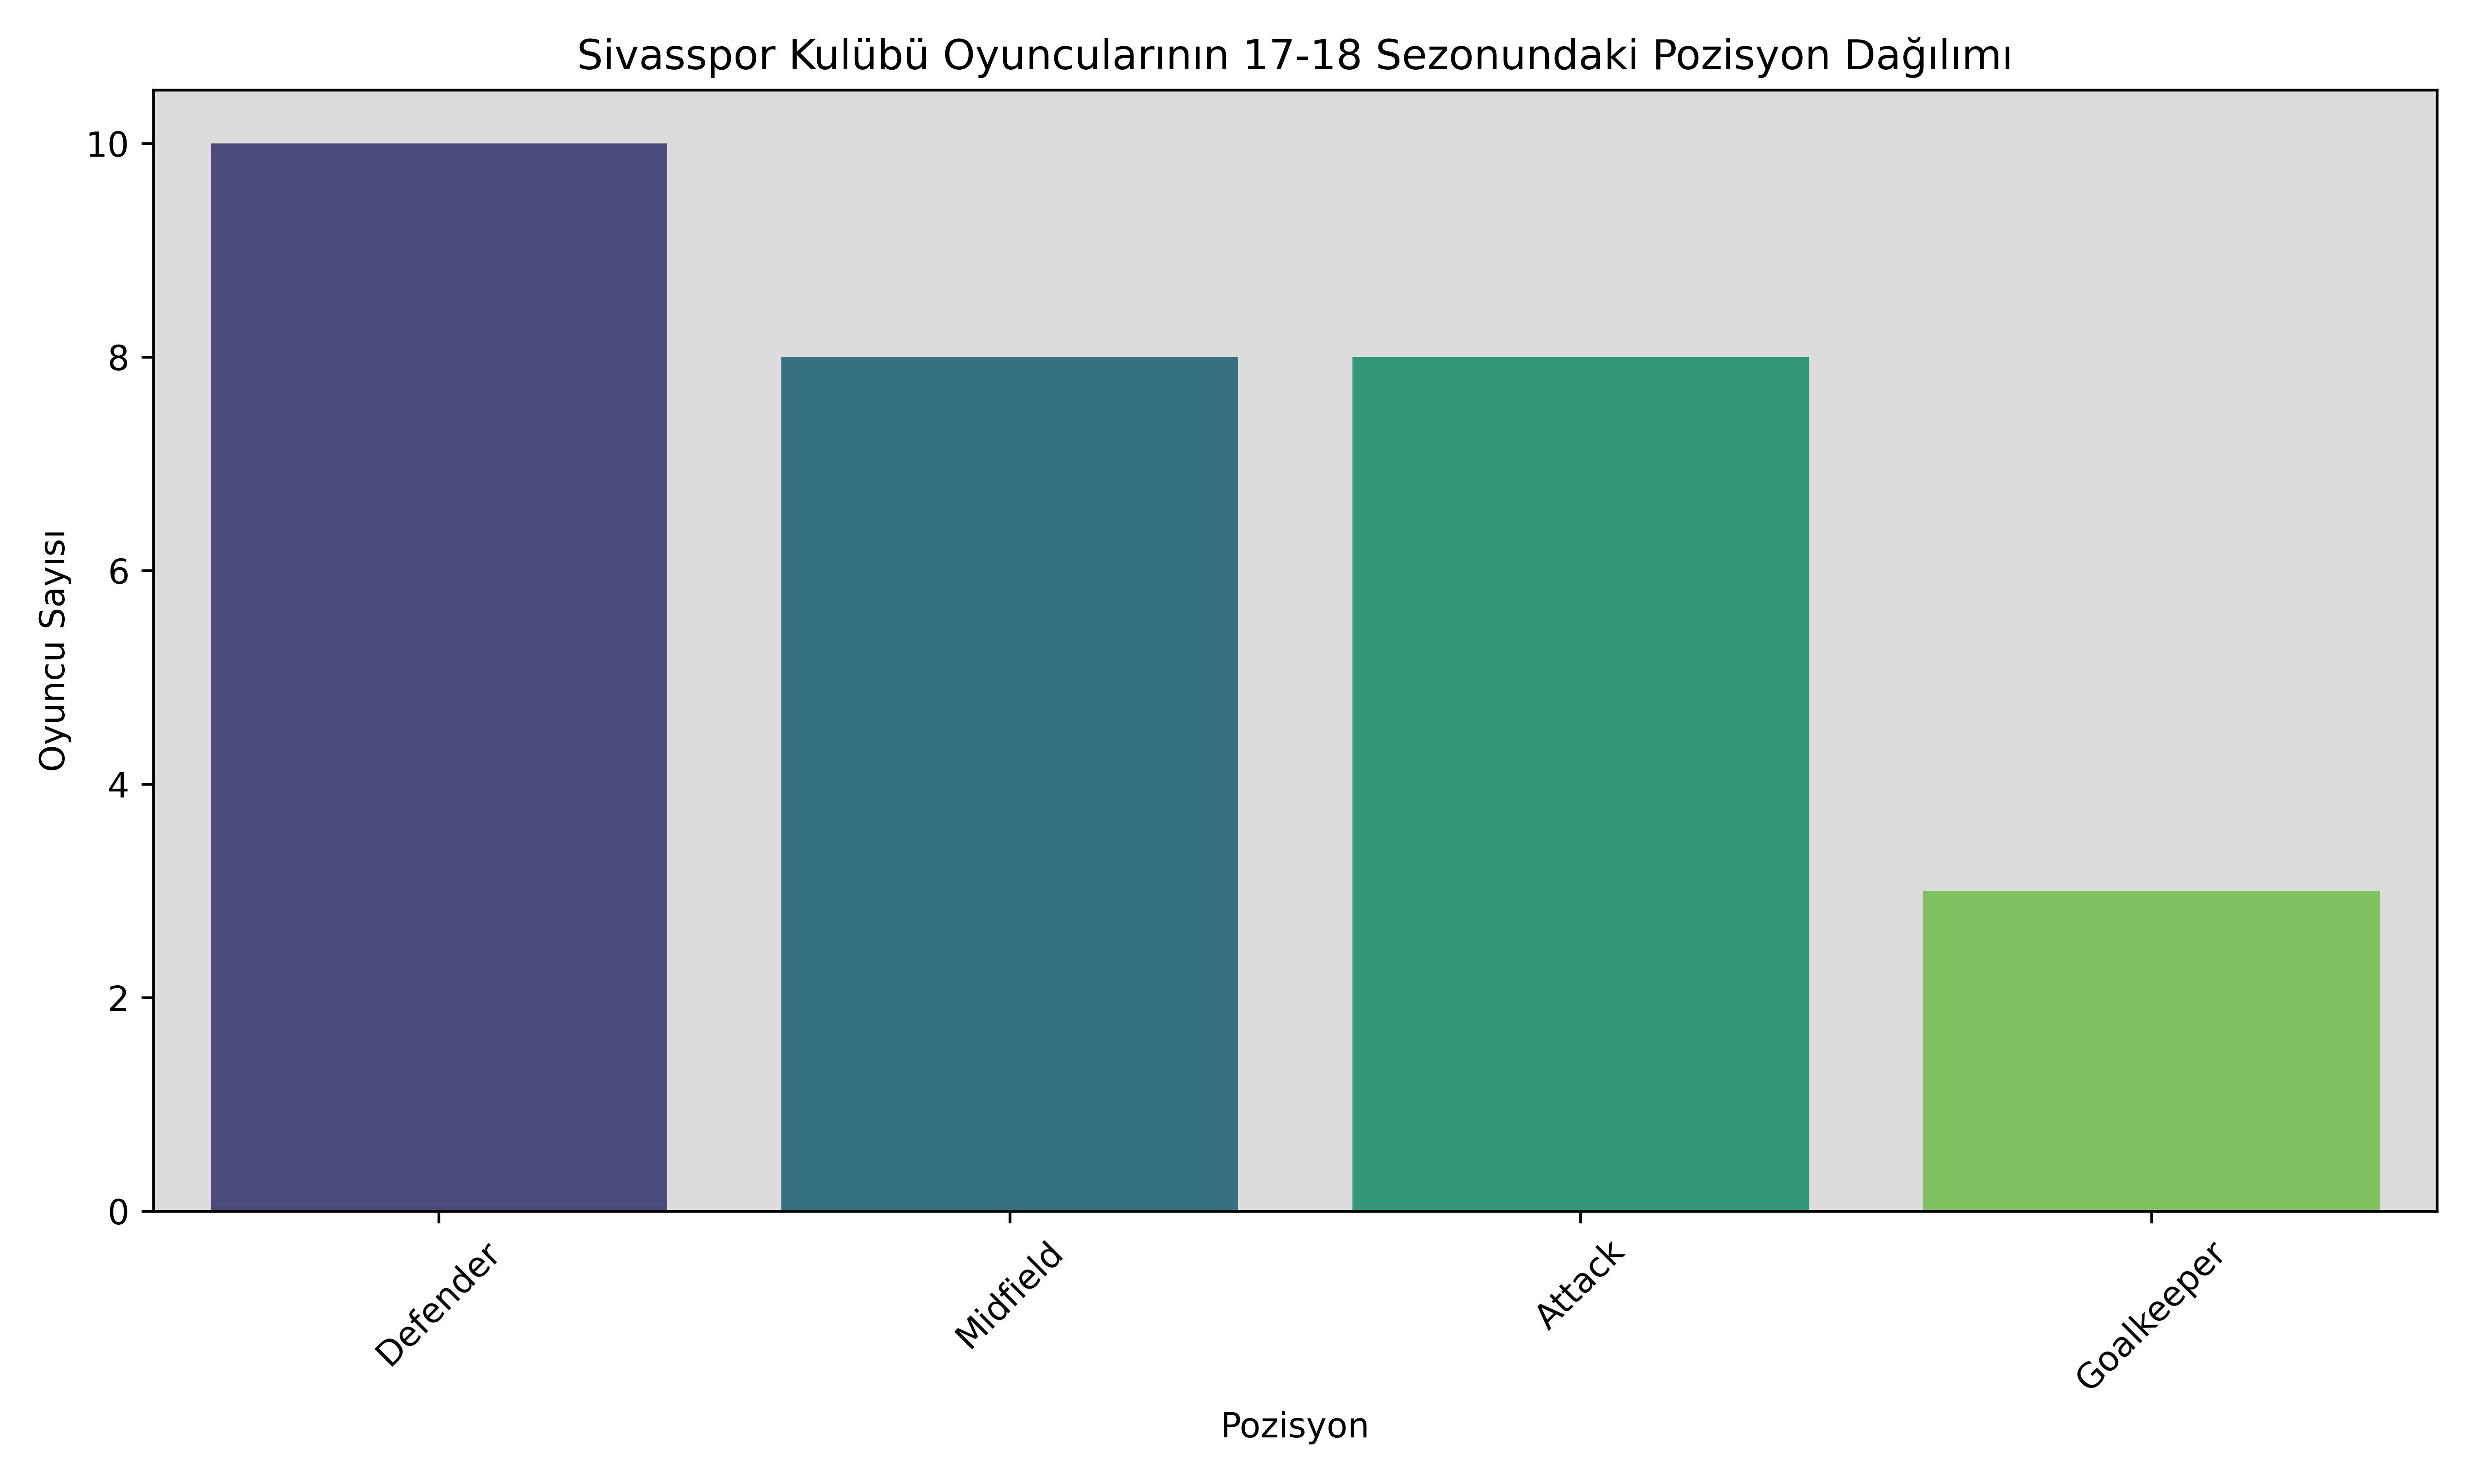 Sivasspor Kulübü Oyuncularının 17-18 Sezonundaki Pozisyon Dağılımı
Oyuncu Sayısı
10
8
6
4
2
0
Defender
Midfield
Attack
Goalkeeper
Pozisyon